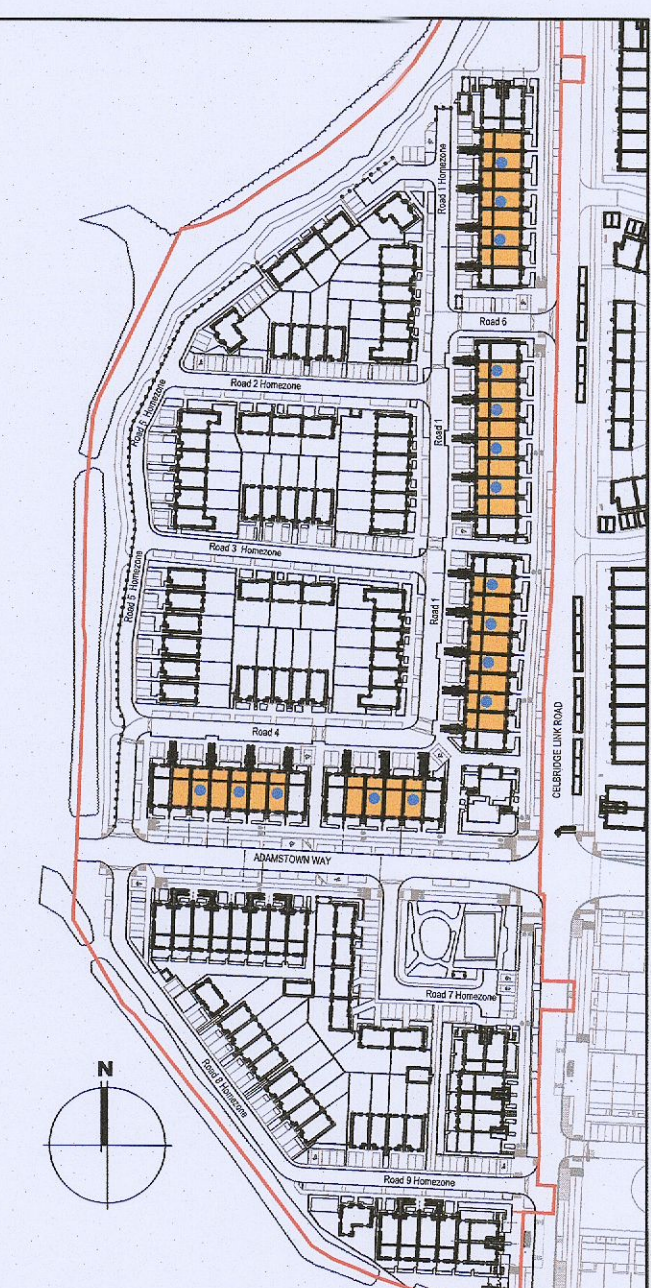 Road 1 Homezone
Road 6
Road 2 Homezone
Road 1
Road 5 Homezone
Road 3 Homezone
Road 5 Homezone
Road 1
CELBRIDGE LINK ROAD
Road 4
ADAMSTOWN WAY
Road 7 Homezone
Road 8 Homezone
N
Road 9 Homezone